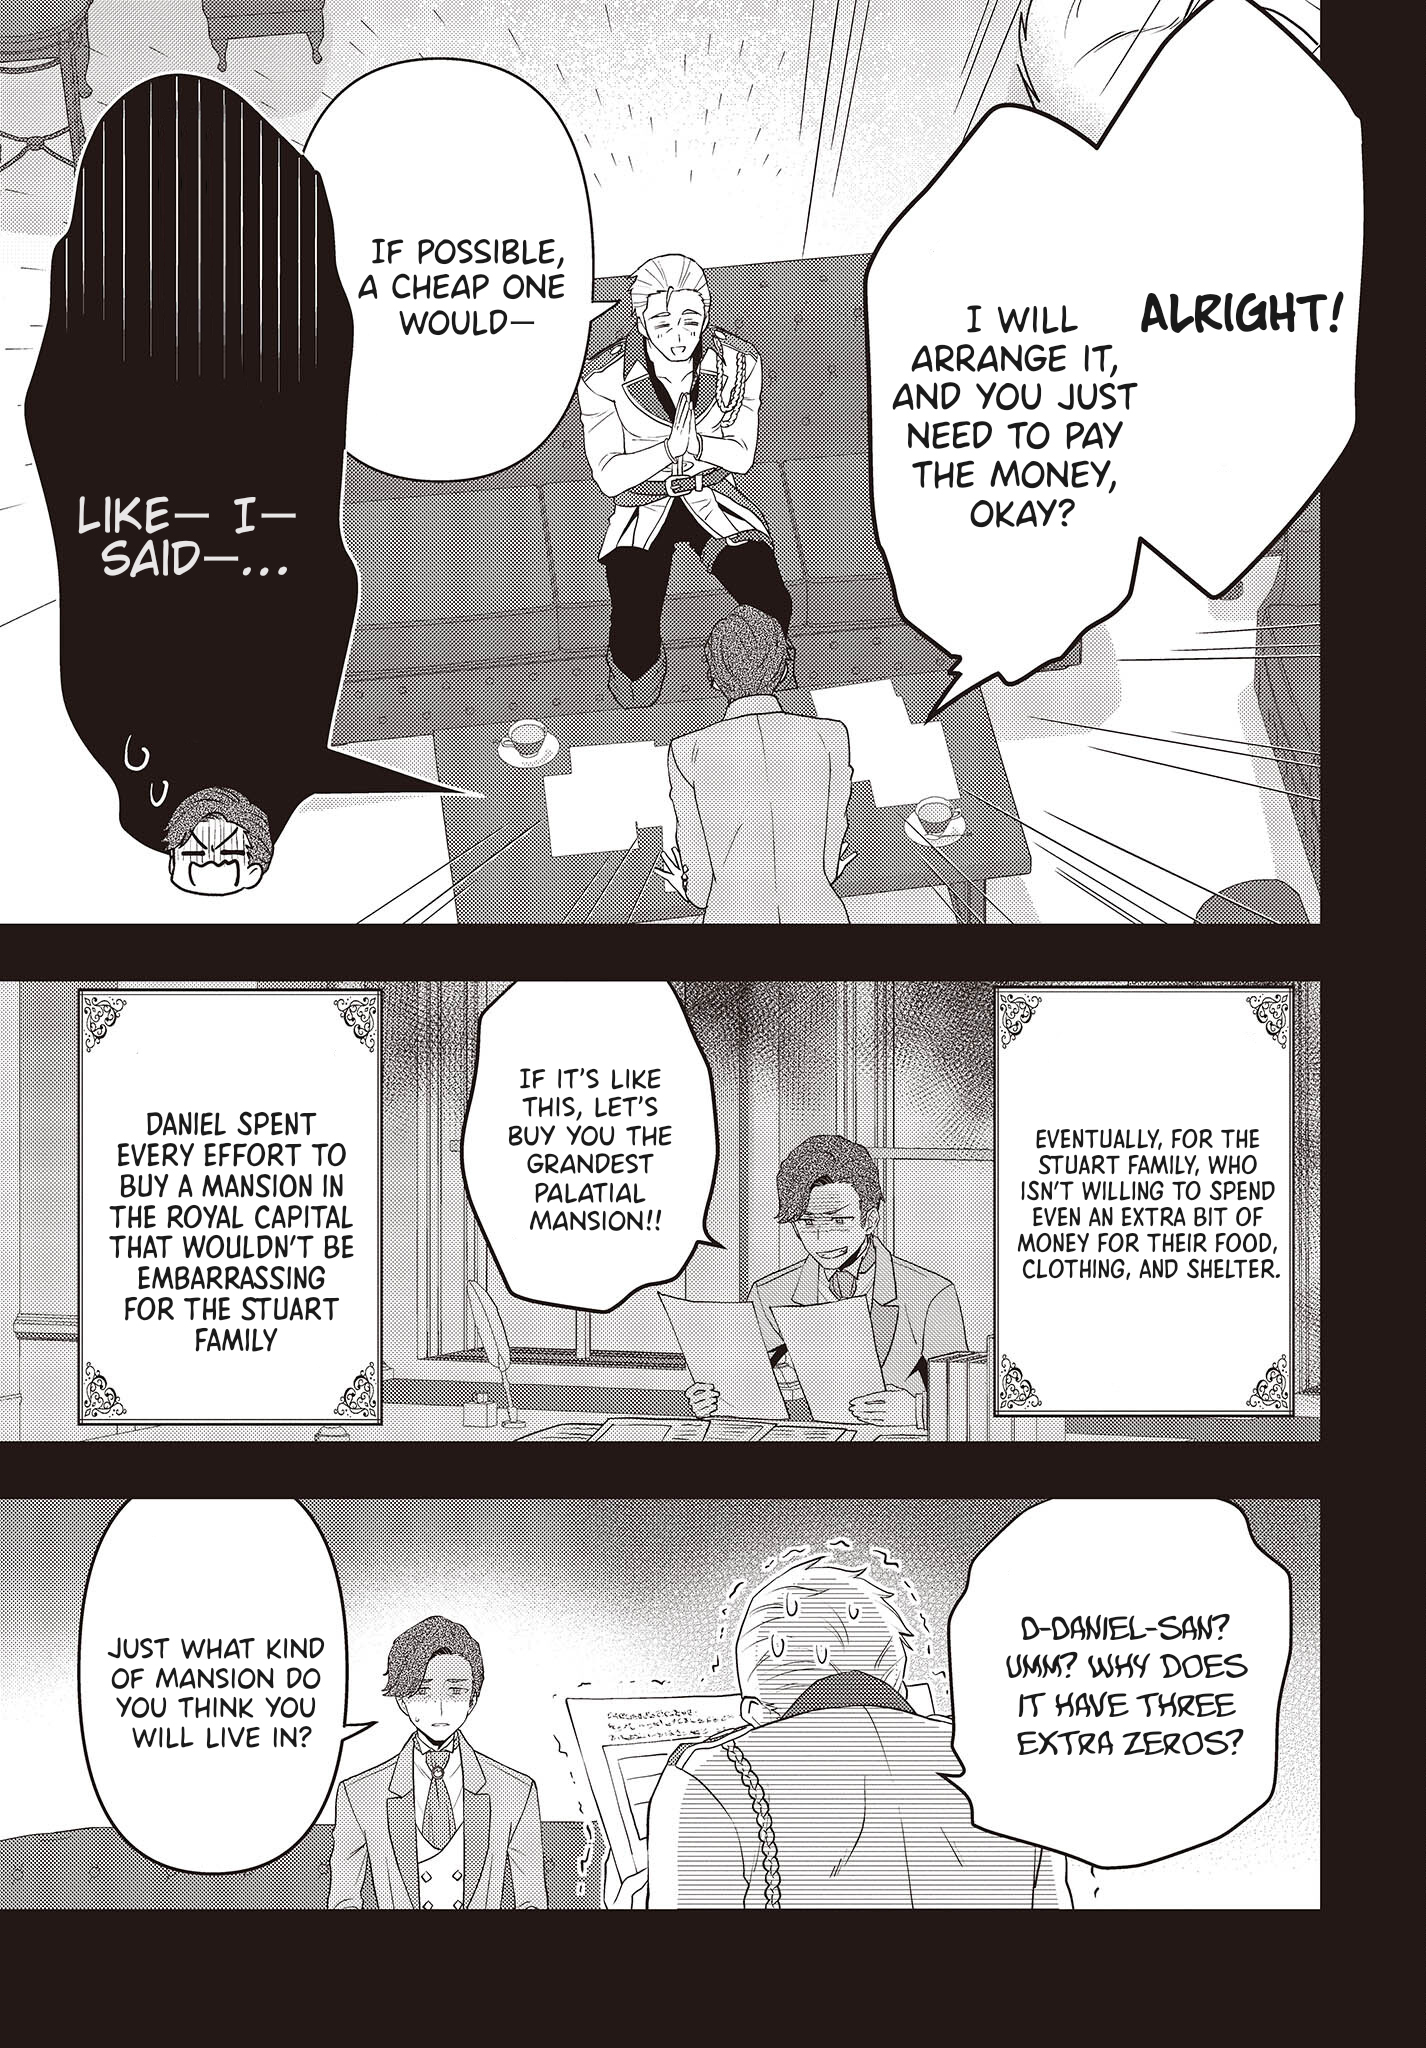 ALRIGHT!
I WILL
ARRANGE IT,
AND YOU JUST
NEED TO PAY
THE MONEY,
OKAY?
IF POSSIBLE,
A CHEAP ONE
WOULD—
LIKE— I—
SAID—...
EVENTUALLY, FOR THE
STUART FAMILY, WHO
ISN'T WILLING TO SPEND
EVEN AN EXTRA BIT OF
MONEY FOR THEIR FOOD,
CLOTHING, AND SHELTER.
IF IT'S LIKE
THIS, LET'S
BUY YOU THE
GRANDEST
PALATIAL
MANSION!!
DANIEL SPENT
EVERY EFFORT TO
BUY A MANSION IN
THE ROYAL CAPITAL
THAT WOULDN'T BE
EMBARRASSING
FOR THE STUART
FAMILY
D-DANIEL-SAN?
UMM? WHY DOES
IT HAVE THREE
EXTRA ZEROS?
JUST WHAT KIND
OF MANSION DO
YOU THINK YOU
WILL LIVE IN?